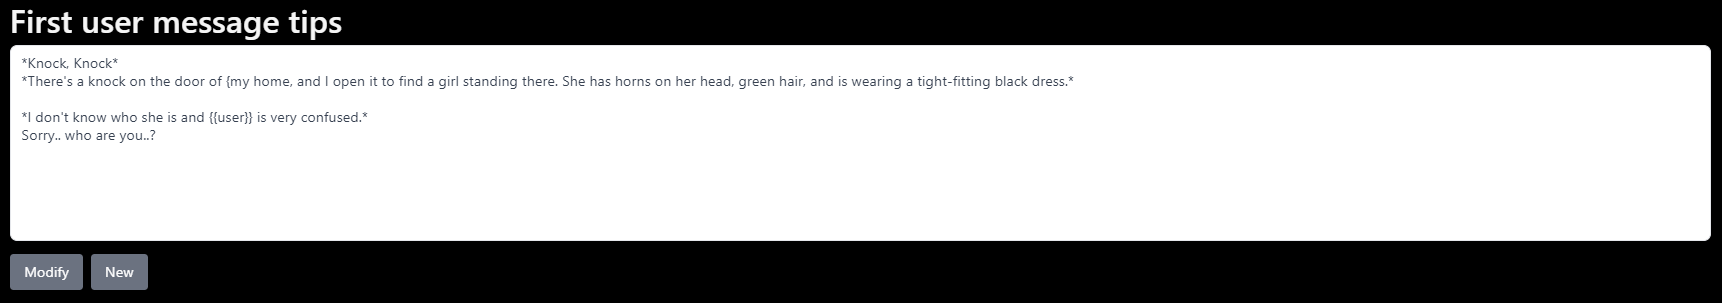 First user message tips
*Knock, Knock*
*There's a knock on the door of {my home, and I open it to find a girl standing there. She has horns on her head, green hair, and is wearing a tight-fitting black dress.*
*I don't know who she is and {{user}} is very confused.*
Sorry.. who are you..?
Modify
New